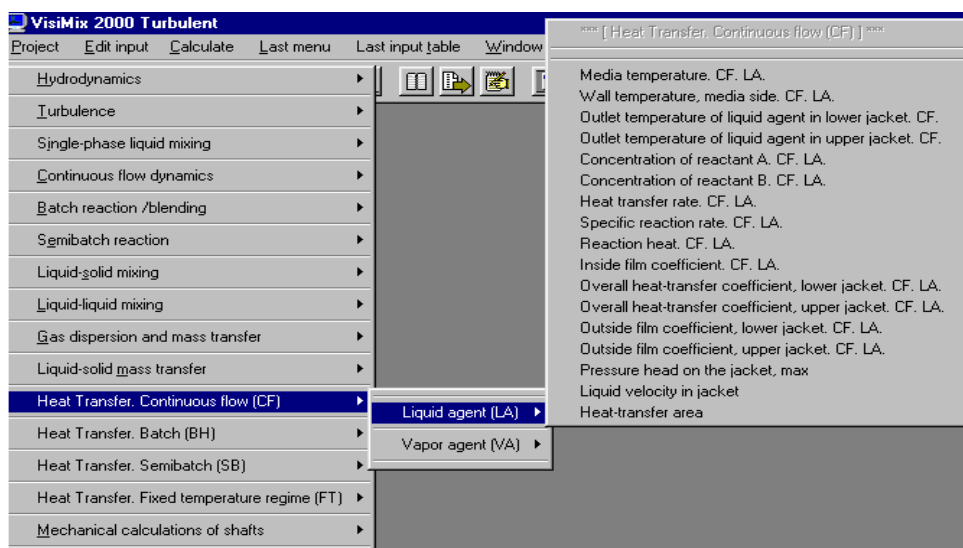 VisiMix 2000 Turbulent
Project Edit input Calculate Last menu Last input table Window
Hydrodynamics
Turbulence
Single-phase liquid mixing
Continuous flow dynamics
Batch reaction /blending
Semibatch reaction
Liquid-solid mixing
Liquid-liquid mixing
Gas dispersion and mass transfer
Liquid-solid mass transfer
Heat Transfer. Continuous flow (CF)
Heat Transfer. Batch (BH)
Heat Transfer. Semibatch (SB)
Heat Transfer. Fixed temperature regime (FT)
Mechanical calculations of shafts
Liquid agent (LA)
Vapor agent (VA)
*** [ Heat Transfer. Continuous flow (CF) ] ***
Media temperature. CF. LA.
Wall temperature, media side. CF. LA.
Outlet temperature of liquid agent in lower jacket. CF.
Outlet temperature of liquid agent in upper jacket. CF.
Concentration of reactant A. CF. LA.
Concentration of reactant B. CF. LA.
Heat transfer rate. CF. LA.
Specific reaction rate. CF. LA.
Reaction heat. CF. LA.
Inside film coefficient. CF. LA.
Overall heat-transfer coefficient, lower jacket. CF. LA.
Overall heat-transfer coefficient, upper jacket. CF. LA.
Outside film coefficient, lower jacket. CF. LA.
Outside film coefficient, upper jacket. CF. LA.
Pressure head on the jacket, max
Liquid velocity in jacket
Heat-transfer area